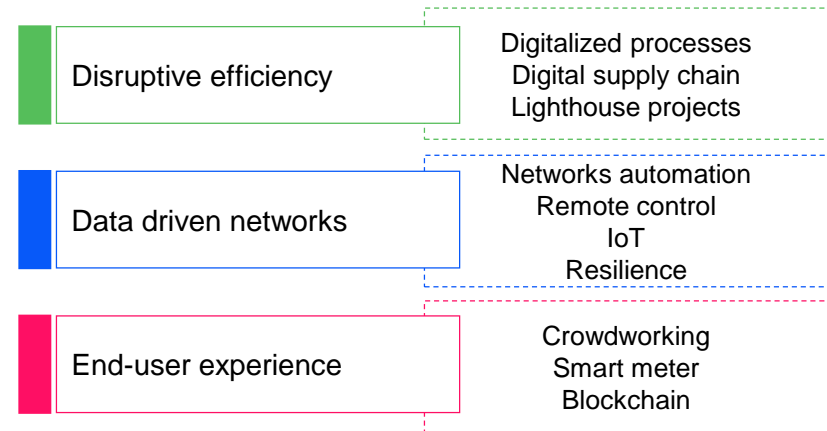 Disruptive efficiency
Digitalized processes
Digital supply chain
Lighthouse projects
Data driven networks
Networks automation
Remote control
IoT
Resilience
End-user experience
Crowdworking
Smart meter
Blockchain